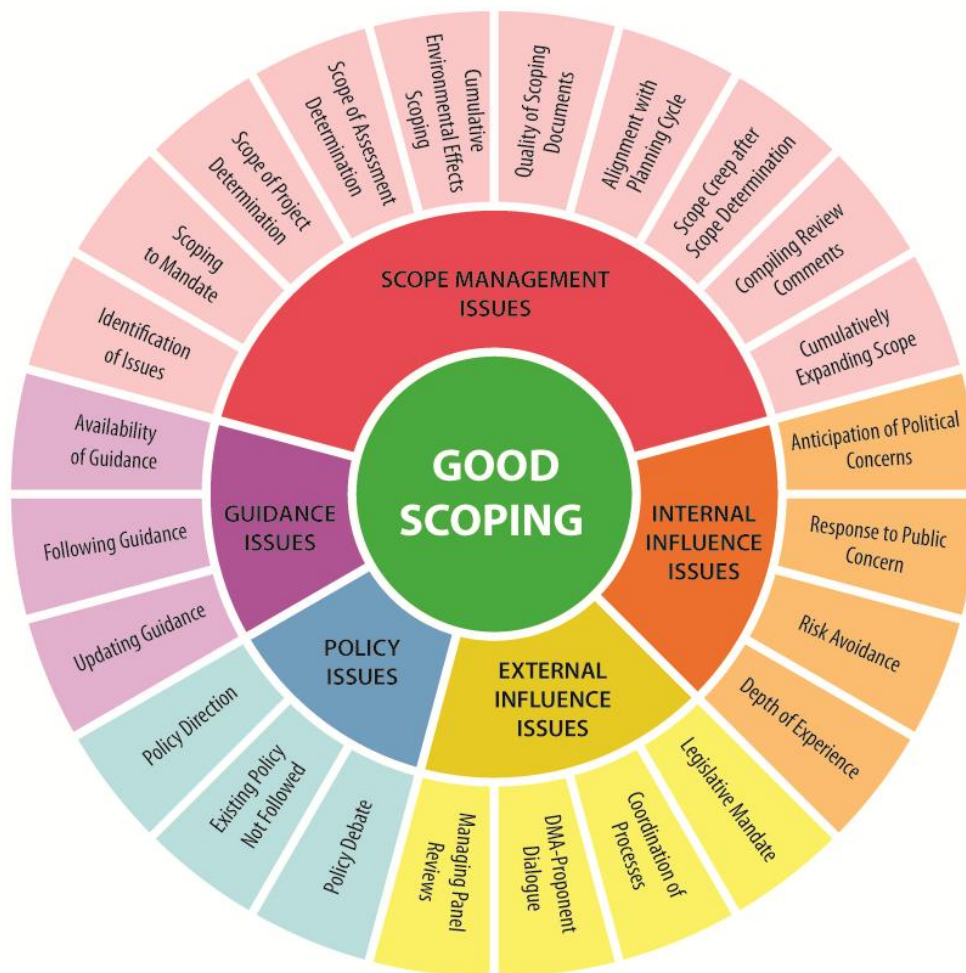 GOOD
SCOPING
SCOPE MANAGEMENT
ISSUES
Identification
of Issues
Scoping
to Mandate
Scope of Project
Determination
Scope of Assessment
Determination
Cumulative
Environmental Effects
Scoping
Quality of Scoping
Documents
Alignment with
Planning Cycle
Scope Creep after
Scope Determination
Compiling Review
Comments
Cumulatively
Expanding Scope
INTERNAL
INFLUENCE
ISSUES
Anticipation of Political
Concerns
Response to Public
Concern
Risk Avoidance
Depth of Experience
EXTERNAL
INFLUENCE
ISSUES
Legislative Mandate
Coordination of
Processes
DMA-Proponent
Dialogue
Managing Panel
Reviews
POLICY
ISSUES
Policy Debate
Existing Policy
Not Followed
Policy Direction
GUIDANCE
ISSUES
Updating Guidance
Following Guidance
Availability
of Guidance